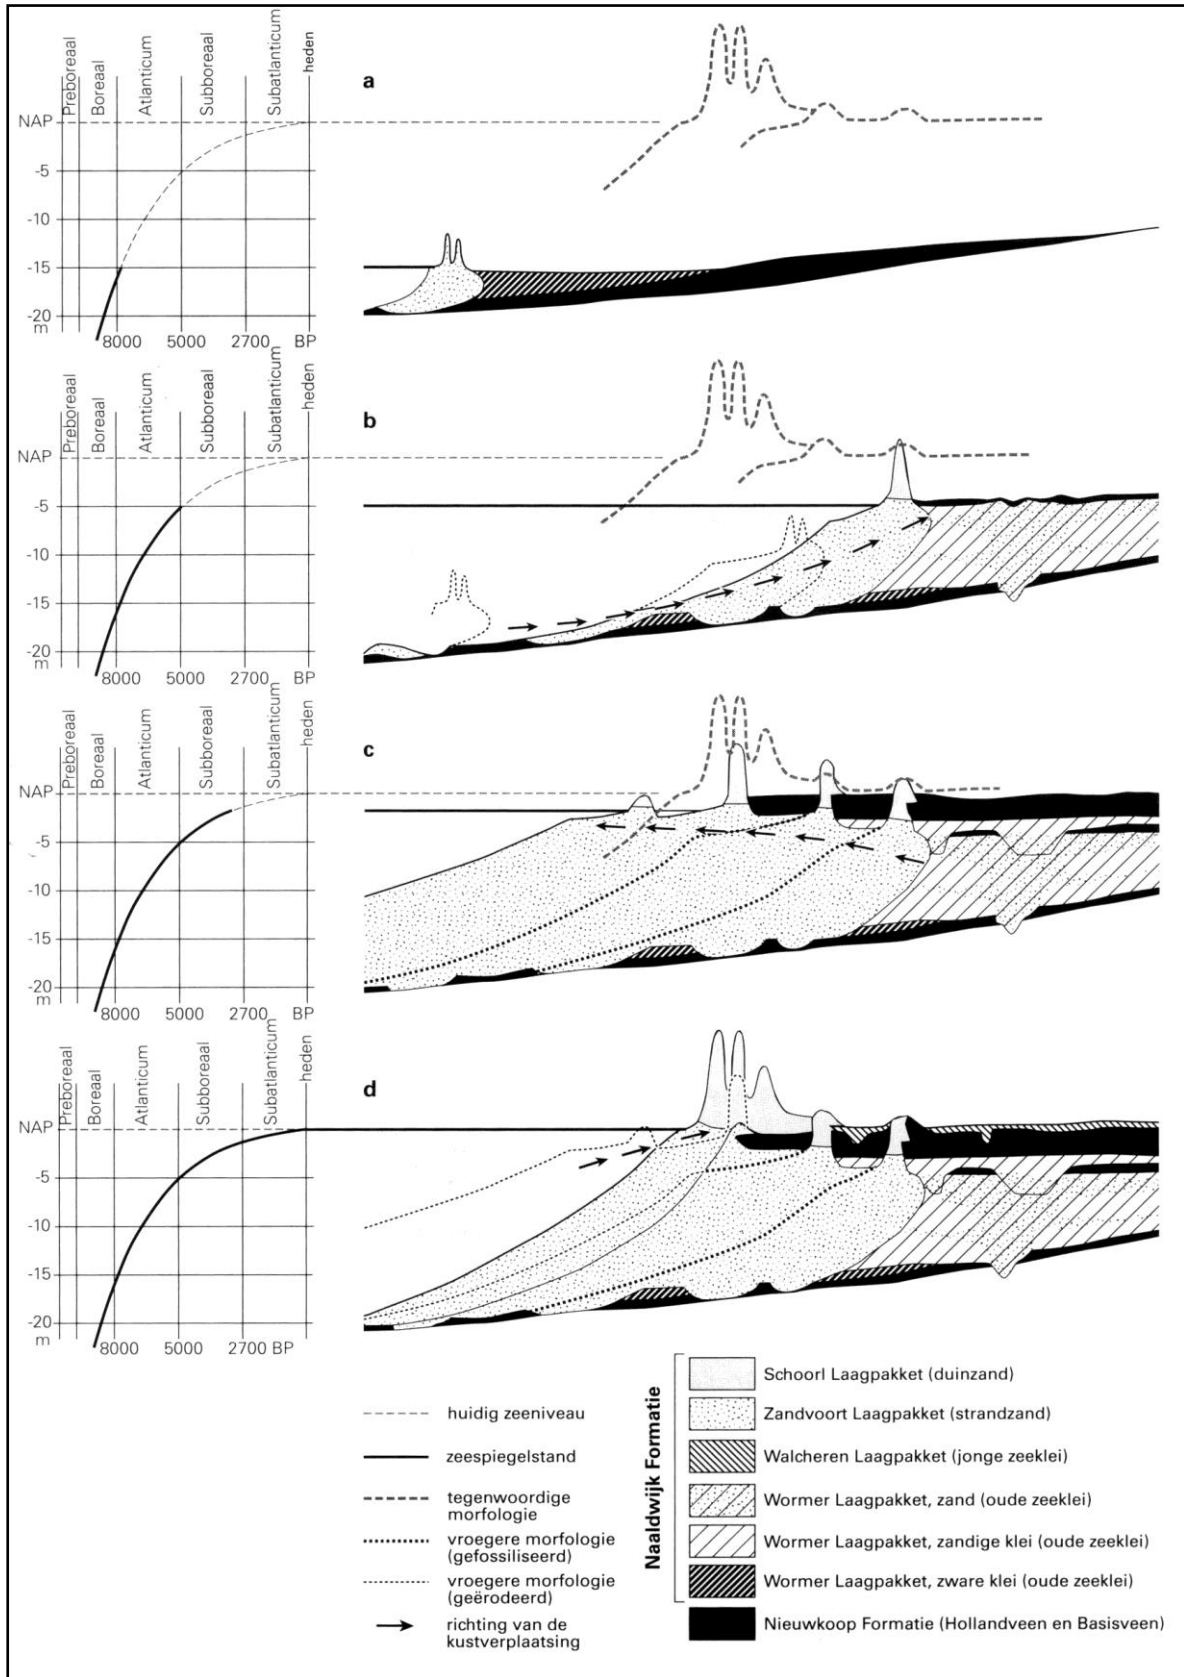 Preboreaal
Boreaal
Atlanticum
Subboreaal
Subatlanticum
heden
a
NAP
-5
-10
-15
-20
m
8000 5000 2700 BP
Preboreaal
Boreaal
Atlanticum
Subboreaal
Subatlanticum
heden
b
NAP
-5
-10
-15
-20
m
8000 5000 2700 BP
Preboreaal
Boreaal
Atlanticum
Subboreaal
Subatlanticum
heden
c
NAP
-5
-10
-15
-20
m
8000 5000 2700 BP
Preboreaal
Boreaal
Atlanticum
Subboreaal
Subatlanticum
heden
d
NAP
-5
-10
-15
-20
m
8000 5000 2700 BP
huidig zeeniveau
zeespiegelstand
tegenwoordige
morfologie
vroegere morfologie
(gefossiliseerd)
vroegere morfologie
(geërodeerd)
richting van de
kustverplaatsing
Naaldwijk Formatie
Schoorl Laagpakket (duinzand)
Zandvoort Laagpakket (strandzand)
Walcheren Laagpakket (jonge zeeklei)
Wormer Laagpakket, zand (oude zeeklei)
Wormer Laagpakket, zandige klei (oude zeeklei)
Wormer Laagpakket, zware klei (oude zeeklei)
Nieuwkoop Formatie (Hollandveen en Basisveen)